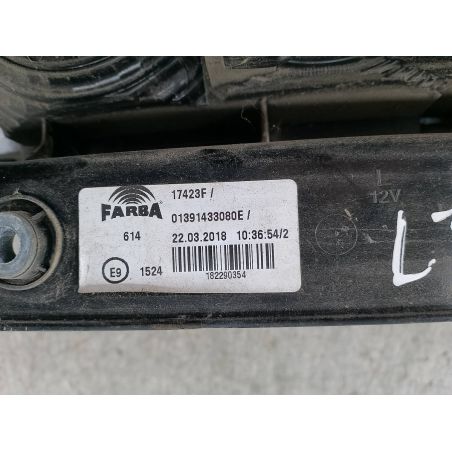 FARBA
17423F /
01391433080E /
614
22.03.2018 10:36:54/2
E9
1524
182290354
12V